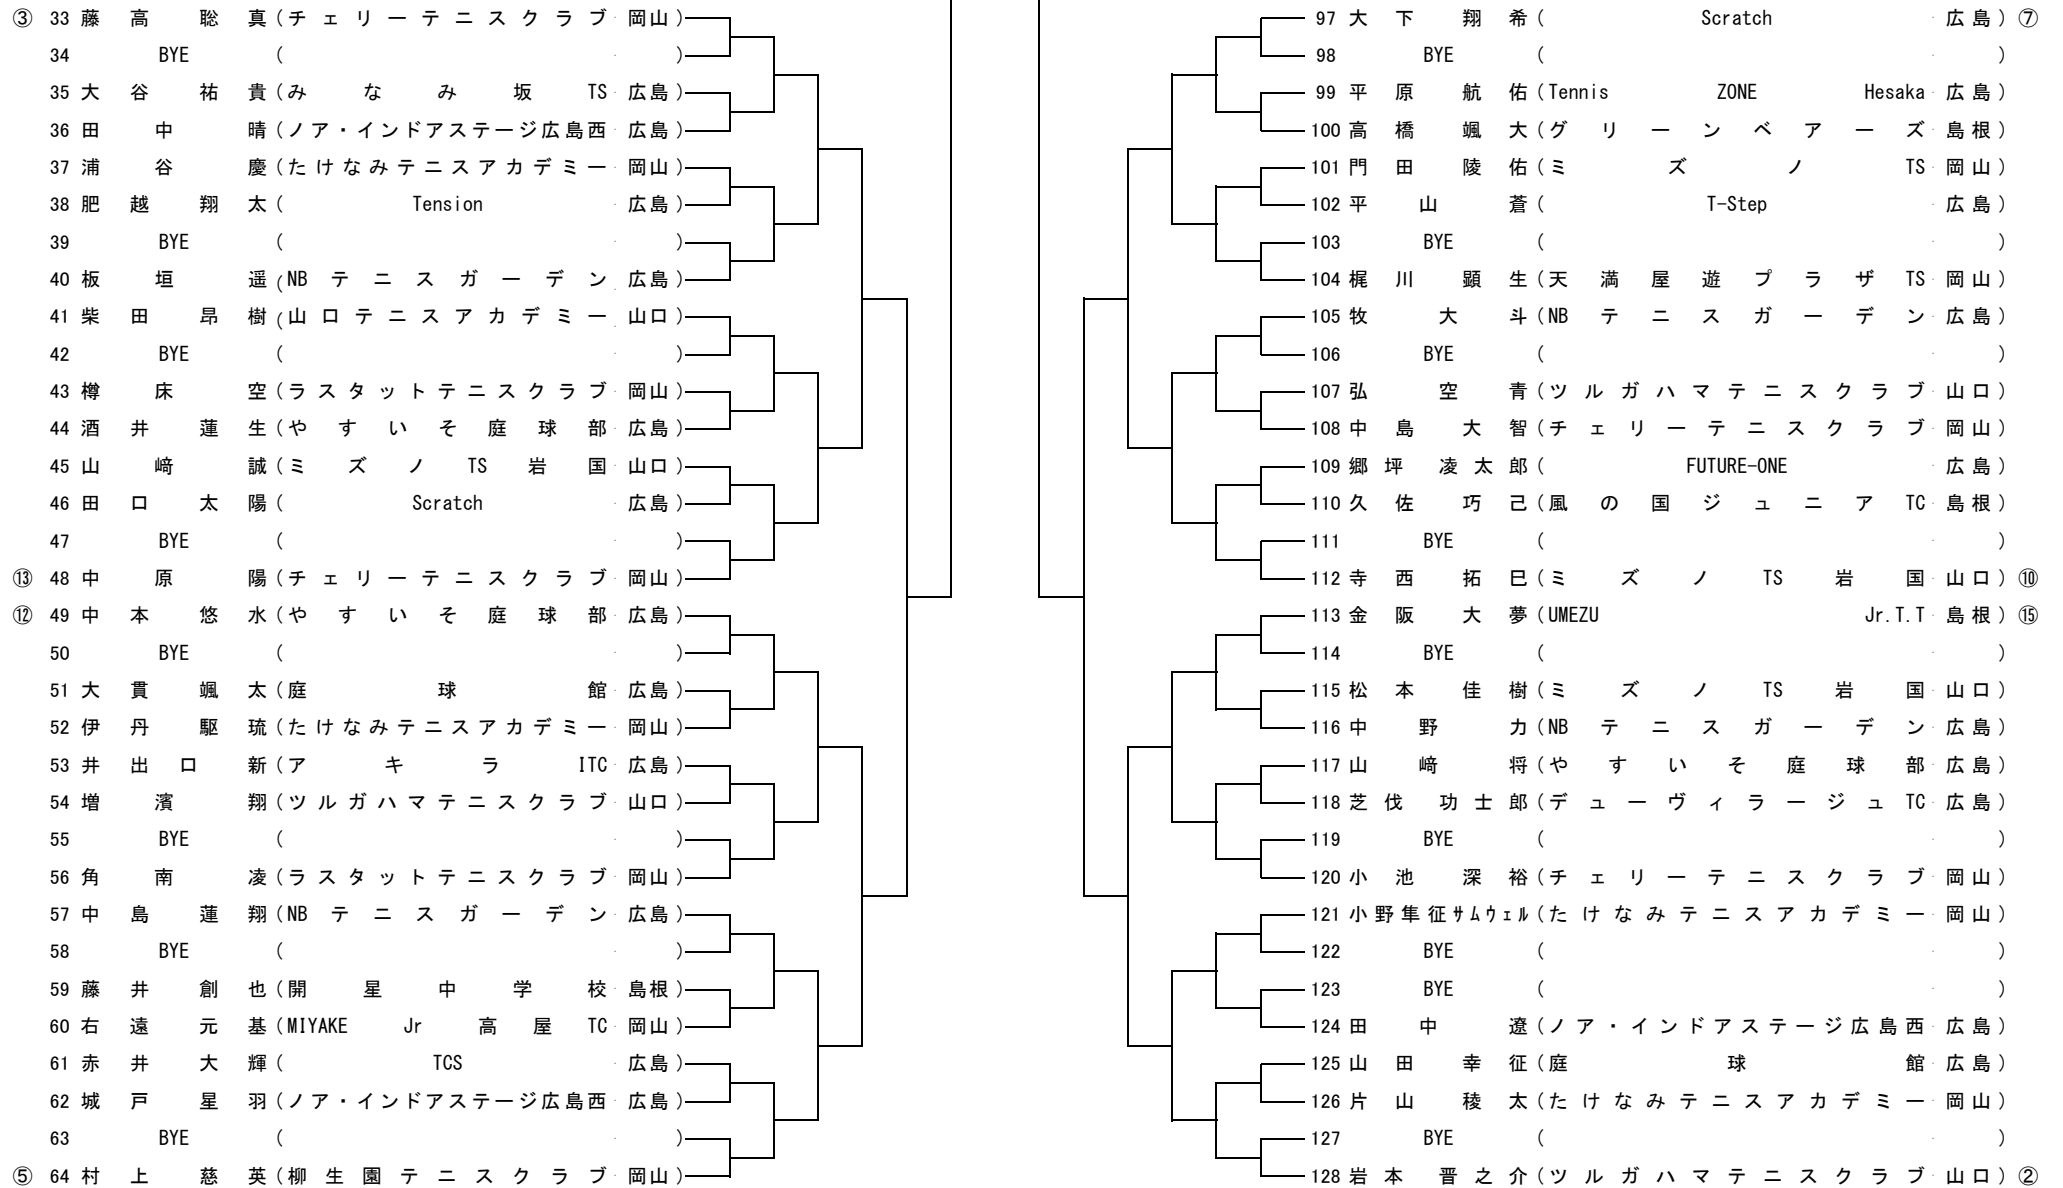 ③ 33 藤高 聡真 (チェリーテニスクラブ 岡山)
34 BYE ( )
35 大谷 祐貴 (みなみ坂TS 広島)
36 田中 晴 (ノア・インドアステージ広島西 広島)
37 浦谷 慶 (たけなみテニスアカデミー 岡山)
38 肥越 翔太 (Tension 広島)
39 BYE ( )
40 板垣 遥 (NBテニスガーデン 広島)
41 柴田 昂樹 (山口テニスアカデミー 山口)
42 BYE ( )
43 樽床 空 (ラスタットテニスクラブ 岡山)
44 酒井 蓮生 (やすいそ庭球部 広島)
45 山﨑 誠 (ミズノTS岩国 山口)
46 田口 太陽 (Scratch 広島)
47 BYE ( )
⑬ 48 中原 陽 (チェリーテニスクラブ 岡山)
⑫ 49 中本 悠水 (やすいそ庭球部 広島)
50 BYE ( )
51 大貫 颯太 (庭球館 広島)
52 伊丹 駆琉 (たけなみテニスアカデミー 岡山)
53 井出口 新 (アキラITC 広島)
54 増濱 翔 (ツルガハマテニスクラブ 山口)
55 BYE ( )
56 角南 凌 (ラスタットテニスクラブ 岡山)
57 中島 蓮翔 (NBテニスガーデン 広島)
58 BYE ( )
59 藤井 創也 (開星中学校 島根)
60 右遠 元基 (MIYAKE Jr 高屋 TC 岡山)
61 赤井 大輝 (TCS 広島)
62 城戸 星羽 (ノア・インドアステージ広島西 広島)
63 BYE ( )
⑤ 64 村上 慈英 (柳生園テニスクラブ 岡山)
97 大下 翔希 (Scratch 広島) ⑦
98 BYE ( )
99 平原 航佑 (Tennis ZONE Hesaka 広島)
100 高橋 颯大 (グリーンベアーズ 島根)
101 門田 陵佑 (ミズノTS 岡山)
102 平山 蒼 (T-Step 広島)
103 BYE ( )
104 梶川 顕生 (天満屋遊プラザTS 岡山)
105 牧 大斗 (NBテニスガーデン 広島)
106 BYE ( )
107 弘 空青 (ツルガハマテニスクラブ 山口)
108 中島 大智 (チェリーテニスクラブ 岡山)
109 郷坪 凌太郎 (FUTURE-ONE 広島)
110 久佐 巧己 (風の国ジュニアTC 島根)
111 BYE ( )
112 寺西 拓巳 (ミズノTS岩国 山口) ⑩
113 金阪 大夢 (UMEZU Jr.T.T 島根) ⑮
114 BYE ( )
115 松本 佳樹 (ミズノTS岩国 山口)
116 中野 力 (NBテニスガーデン 広島)
117 山﨑 将 (やすいそ庭球部 広島)
118 芝伐 功士郎 (デューヴィラージュTC 広島)
119 BYE ( )
120 小池 深裕 (チェリーテニスクラブ 岡山)
121 小野隼征サムウェル (たけなみテニスアカデミー 岡山)
122 BYE ( )
123 BYE ( )
124 田中 遼 (ノア・インドアステージ広島西 広島)
125 山田 幸征 (庭球館 広島)
126 片山 稜太 (たけなみテニスアカデミー 岡山)
127 BYE ( )
128 岩本 晋之介 (ツルガハマテニスクラブ 山口) ②